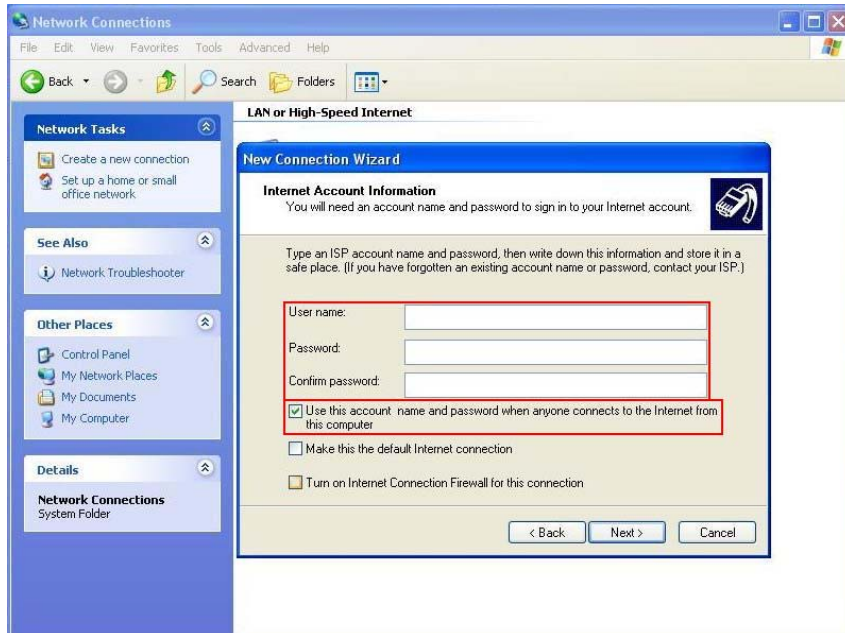 Network Connections
File Edit View Favorites Tools Advanced Help
Back Search Folders
Network Tasks
Create a new connection
Set up a home or small
office network
See Also
Network Troubleshooter
Other Places
Control Panel
My Network Places
My Documents
My Computer
Details
Network Connections
System Folder
LAN or High-Speed Internet
New Connection Wizard
Internet Account Information
You will need an account name and password to sign in to your Internet account.
Type an ISP account name and password, then write down this information and store it in a
safe place. (If you have forgotten an existing account name or password, contact your ISP.)
User name:
Password:
Confirm password:
Use this account name and password when anyone connects to the Internet from
this computer
Make this the default Internet connection
Turn on Internet Connection Firewall for this connection
< Back Next > Cancel